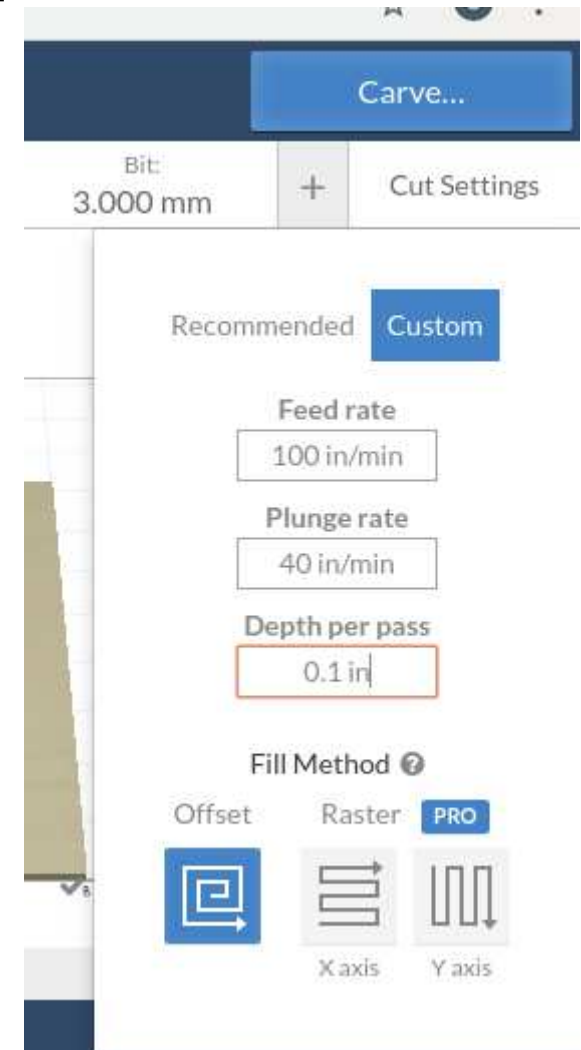 Carve...
Bit:
3.000 mm
+
Cut Settings
Recommended
Custom
Feed rate
100 in/min
Plunge rate
40 in/min
Depth per pass
0.1 in
Fill Method ?
Offset
Raster
PRO
X axis
Y axis
8